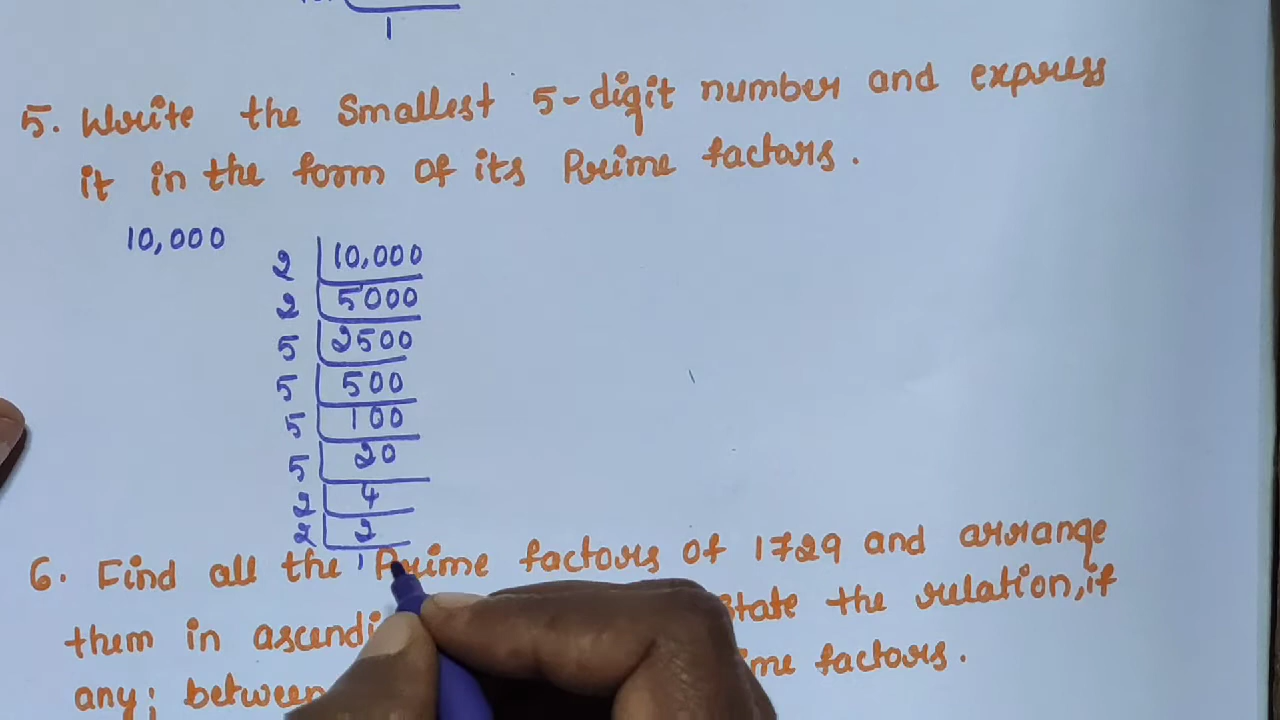 1
5. Write the Smallest 5-digit number and express
it in the form of its Prime factors.
10,000
2 10,000
2 5000
5 2500
5 500
5 100
5 20
2 4
2 2
1
6. Find all the Prime factors of 1729 and arrange
them in ascendi state the relation, if
any; between factors.